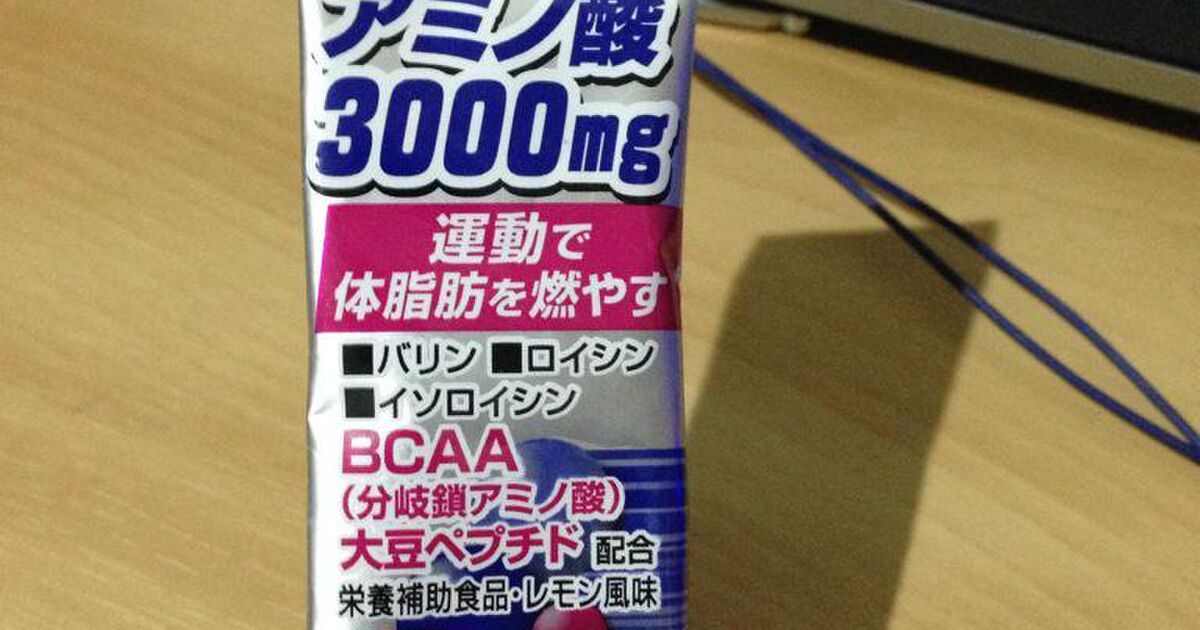 アミノ酸
3000mg
運動で
体脂肪を燃やす
■バリン ■ロイシン
■イソロイシン
BCAA
(分岐鎖アミノ酸)
大豆ペプチド 配合
栄養補助食品・レモン風味